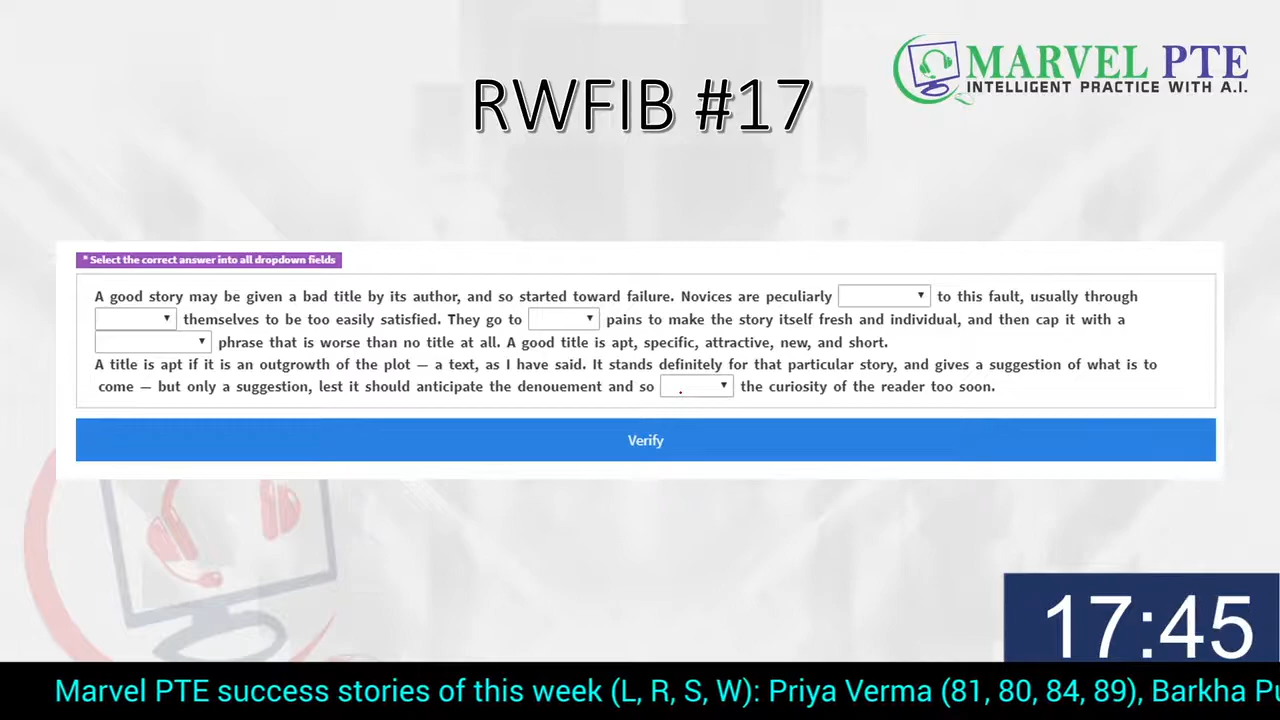 MARVEL PTE
INTELLIGENT PRACTICE WITH A.I.
RWFIB #17
* Select the correct answer into all dropdown fields
A good story may be given a bad title by its author, and so started toward failure. Novices are peculiarly to this fault, usually through
themselves to be too easily satisfied. They go to pains to make the story itself fresh and individual, and then cap it with a
phrase that is worse than no title at all. A good title is apt, specific, attractive, new, and short.
A title is apt if it is an outgrowth of the plot — a text, as I have said. It stands definitely for that particular story, and gives a suggestion of what is to
come — but only a suggestion, lest it should anticipate the denouement and so the curiosity of the reader too soon.
Verify
17:45
Marvel PTE success stories of this week (L, R, S, W): Priya Verma (81, 80, 84, 89), Barkha